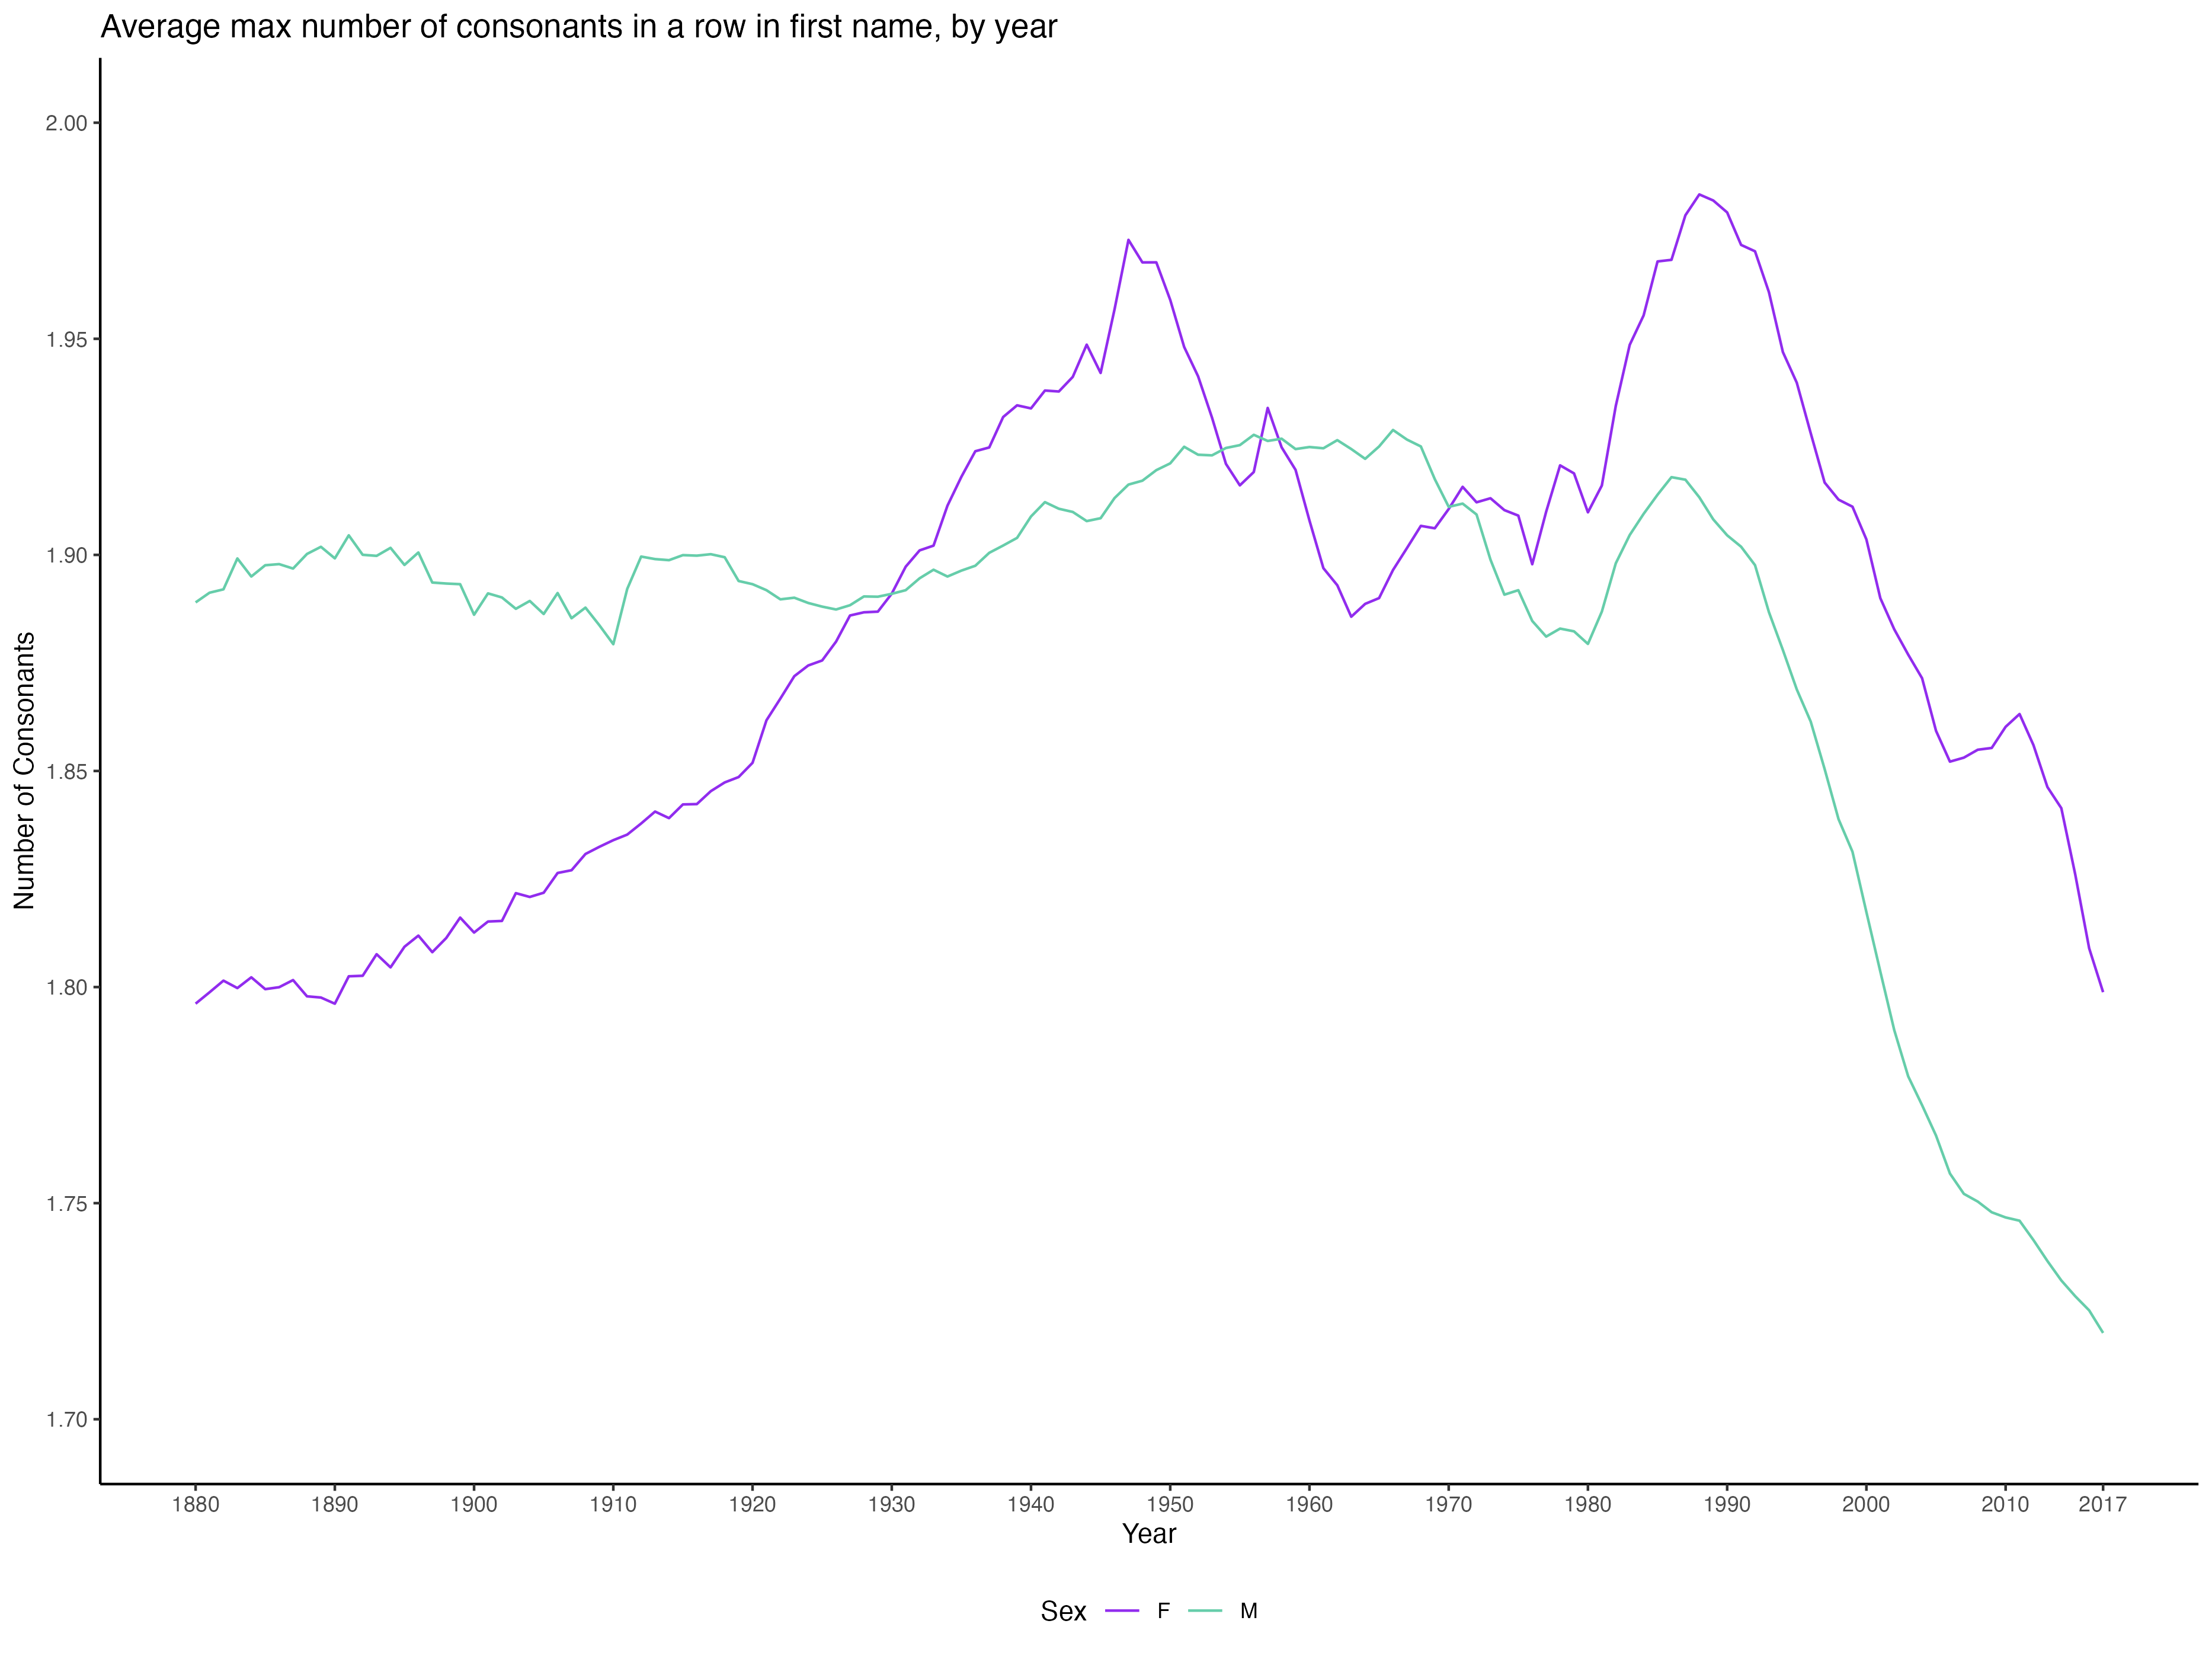 Average max number of consonants in a row in first name, by year
2.00
1.95
1.90
1.85
1.80
1.75
1.70
Number of Consonants
1880 1890 1900 1910 1920 1930 1940 1950 1960 1970 1980 1990 2000 2010 2017
Year
Sex F M